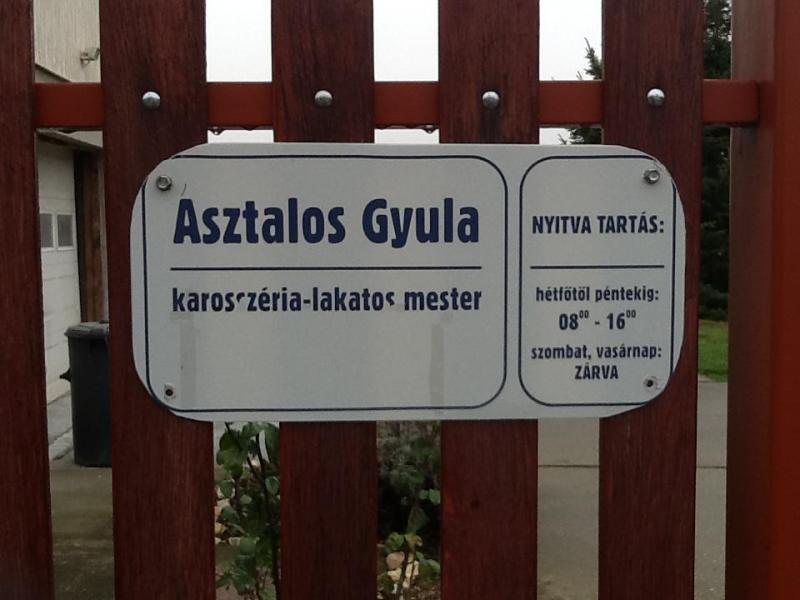 Asztalos Gyula
karosszéria-lakatos mester
NYITVA TARTÁS:
hétfőtől péntekig:
08⁰⁰ - 16⁰⁰
szombat, vasárnap:
ZÁRVA